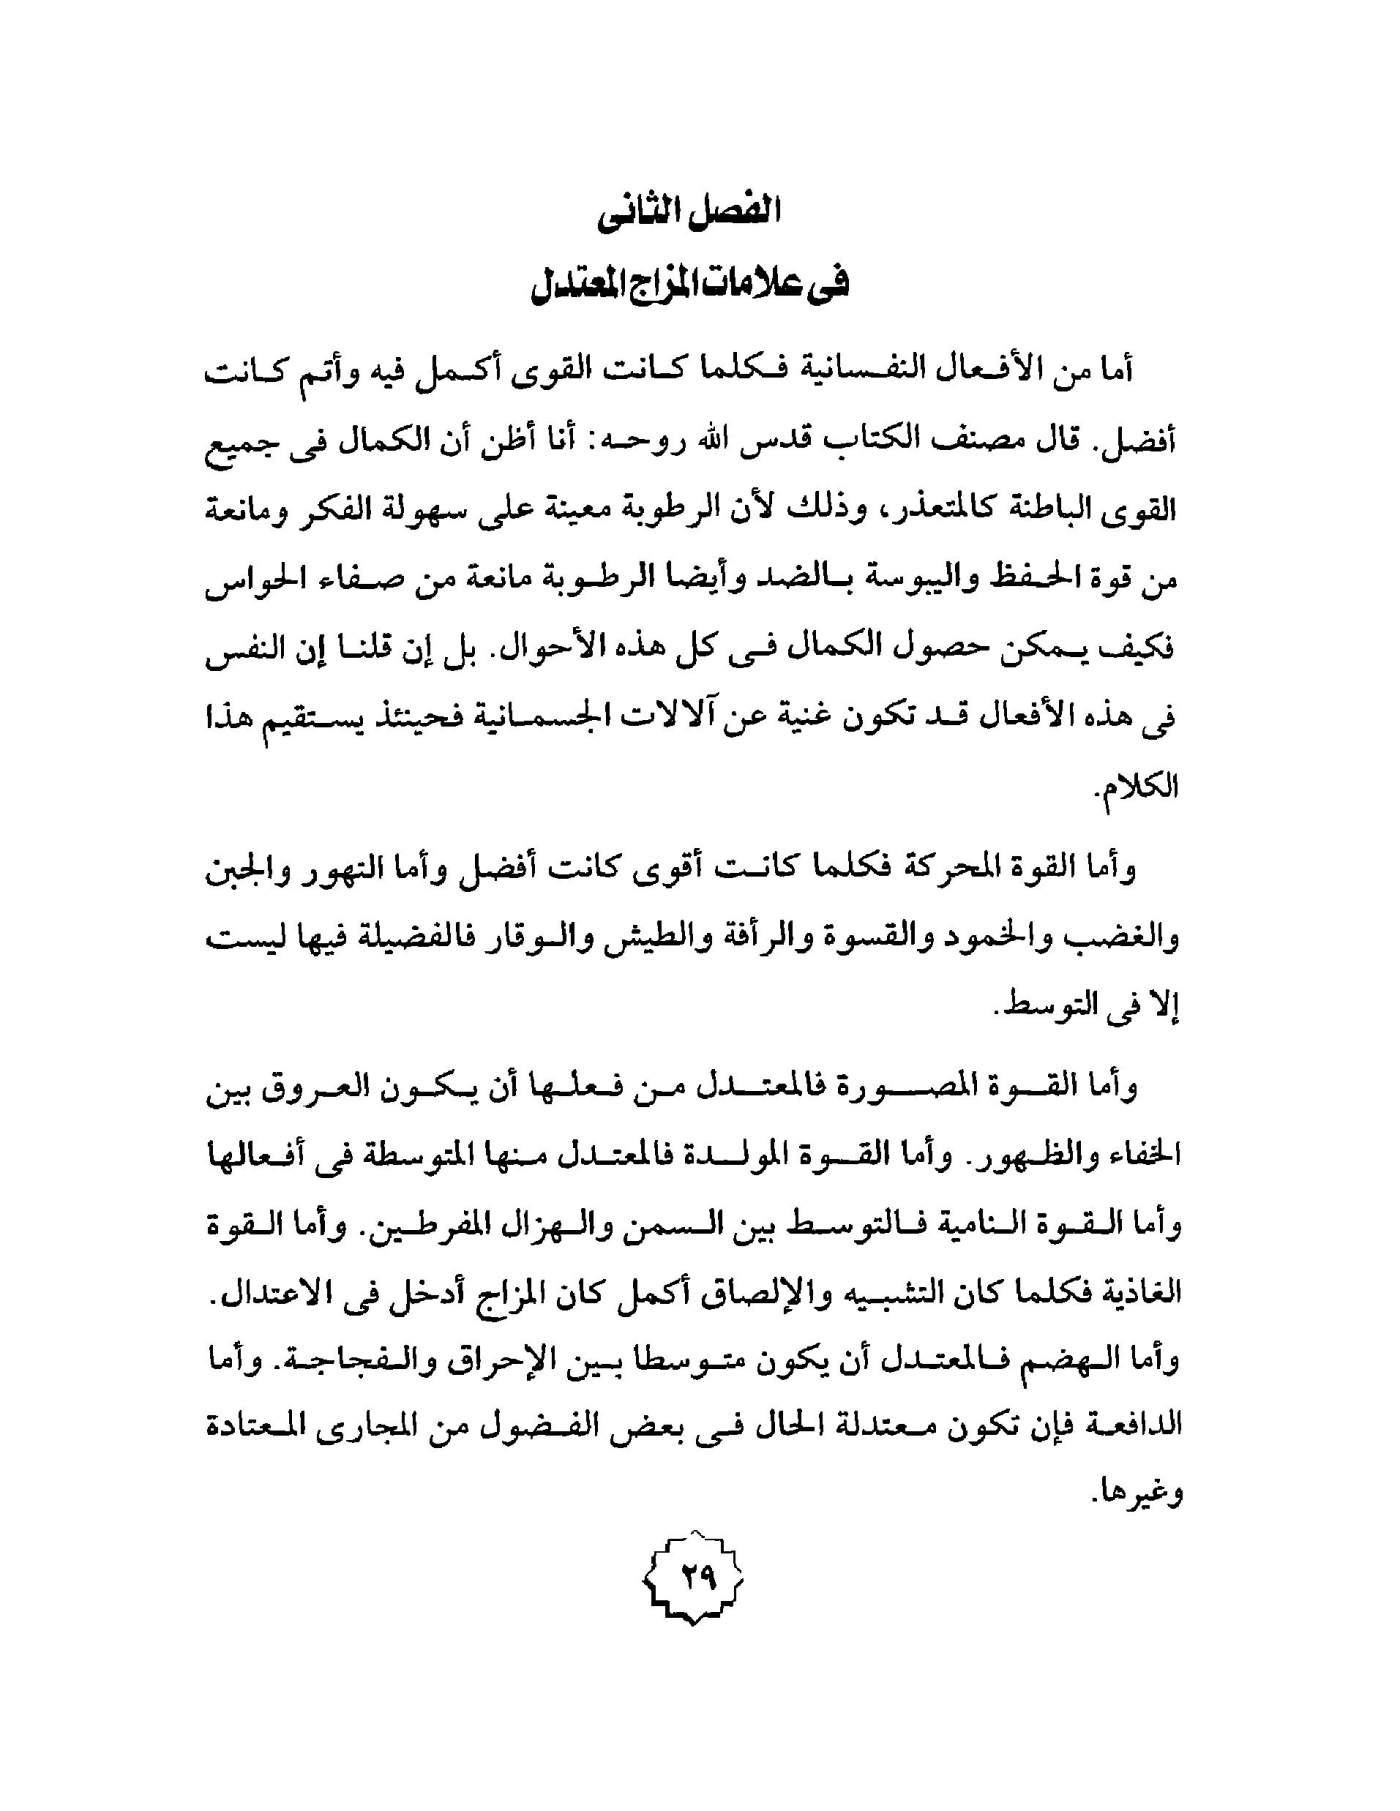 الفصل الثانى
فى علامات المزاج المعتدل
أما من الأفعال النفسانية فكلما كانت القوى أكمل فيه وأتم كانت
أفضل. قال مصنف الكتاب قدس الله روحه: أنا أظن أن الكمال فى جميع
القوى الباطنة كالمتعذر، وذلك لأن الرطوبة معينة على سهولة الفكر ومانعة
من قوة الحفظ واليبوسة بالضد وأيضا الرطوبة مانعة من صفاء الحواس
فكيف يمكن حصول الكمال فى كل هذه الأحوال. بل إن قلنا إن النفس
فى هذه الأفعال قد تكون غنية عن آلالات الجسمانية فحينئذ يستقيم هذا
الكلام.
وأما القوة المحركة فكلما كانت أقوى كانت أفضل وأما التهور والجبن
والغضب والخمود والقسوة والرأفة والطيش والوقار فالفضيلة فيها ليست
إلا فى التوسط.
وأما القوة المصورة فالمعتدل من فعلها أن يكون العروق بين
الخفاء والظهور. وأما القوة المولدة فالمعتدل منها المتوسطة فى أفعالها
وأما القوة النامية فالتوسط بين السمن والهزال المفرطين. وأما القوة
الغاذية فكلما كان التشبيه والإلصاق أكمل كان المزاج أدخل فى الاعتدال.
وأما الهضم فالمعتدل أن يكون متوسطا بين الإحراق والفجاجة. وأما
الدافعة فإن تكون معتدلة الحال فى بعض الفضول من المجارى المعتادة
وغيرها.
٢٩